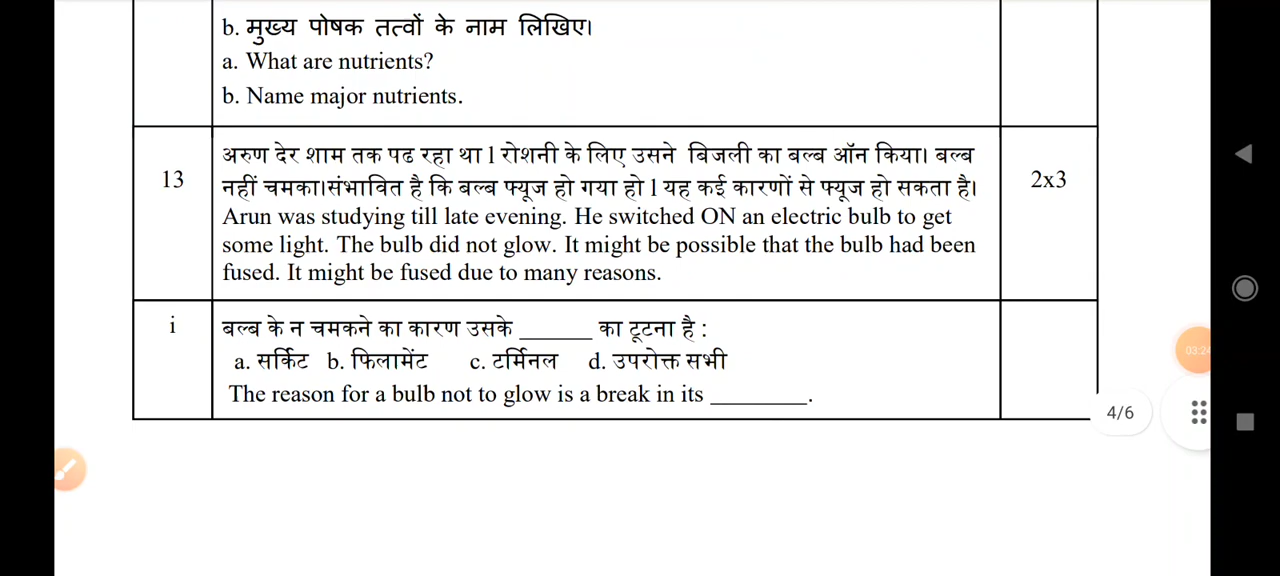 b. मुख्य पोषक तत्वों के नाम लिखिए।
a. What are nutrients?
b. Name major nutrients.
13
अरुण देर शाम तक पढ रहा था l रोशनी के लिए उसने बिजली का बल्ब ऑन किया। बल्ब
नहीं चमका।संभावित है कि बल्ब फ्यूज हो गया हो l यह कई कारणों से फ्यूज हो सकता है।
Arun was studying till late evening. He switched ON an electric bulb to get
some light. The bulb did not glow. It might be possible that the bulb had been
fused. It might be fused due to many reasons.
2x3
i
बल्ब के न चमकने का कारण उसके ______ का टूटना है :
a. सर्किट b. फिलामेंट c. टर्मिनल d. उपरोक्त सभी
The reason for a bulb not to glow is a break in its ________.
03:24
4/6